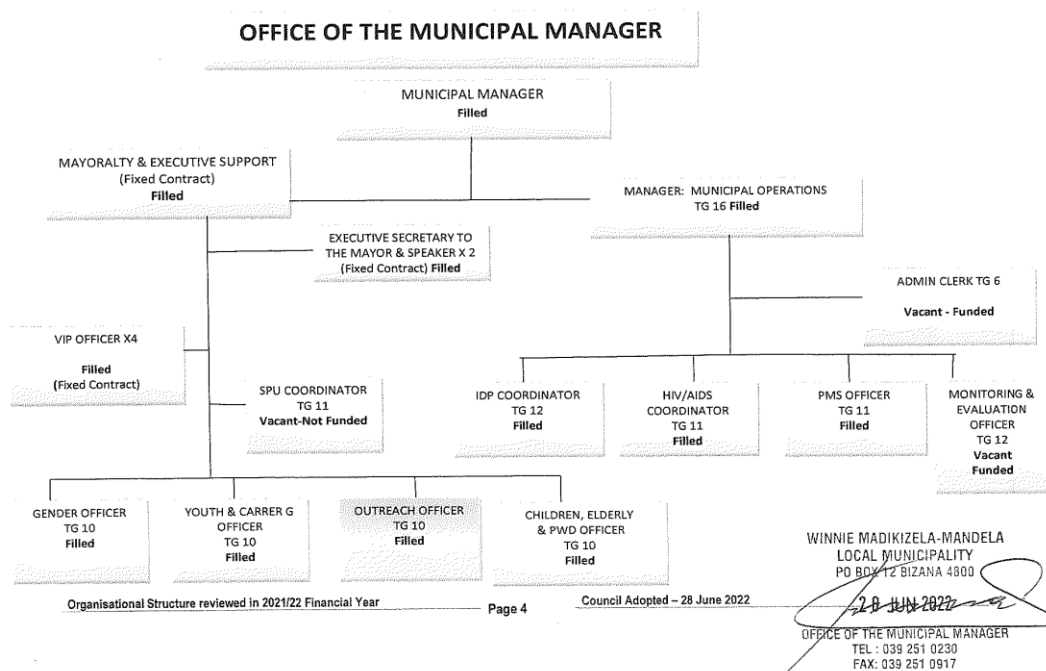 OFFICE OF THE MUNICIPAL MANAGER
MUNICIPAL MANAGER
Filled
MAYORALTY & EXECUTIVE SUPPORT
(Fixed Contract)
Filled
MANAGER: MUNICIPAL OPERATIONS
TG 16 Filled
EXECUTIVE SECRETARY TO
THE MAYOR & SPEAKER X 2
(Fixed Contract) Filled
ADMIN CLERK TG 6
Vacant - Funded
VIP OFFICER X4
Filled
(Fixed Contract)
SPU COORDINATOR
TG 11
Vacant-Not Funded
IDP COORDINATOR
TG 12
Filled
HIV/AIDS
COORDINATOR
TG 11
Filled
PMS OFFICER
TG 11
Filled
MONITORING &
EVALUATION
OFFICER
TG 12
Vacant
Funded
GENDER OFFICER
TG 10
Filled
YOUTH & CARRER G
OFFICER
TG 10
Filled
OUTREACH OFFICER
TG 10
Filled
CHILDREN, ELDERLY
& PWD OFFICER
TG 10
Filled
WINNIE MADIKIZELA-MANDELA
LOCAL MUNICIPALITY
PO BOX 12 BIZANA 4800
28 JUN 2022
OFFICE OF THE MUNICIPAL MANAGER
TEL : 039 251 0230
FAX: 039 251 0917
Organisational Structure reviewed in 2021/22 Financial Year
Page 4
Council Adopted – 28 June 2022